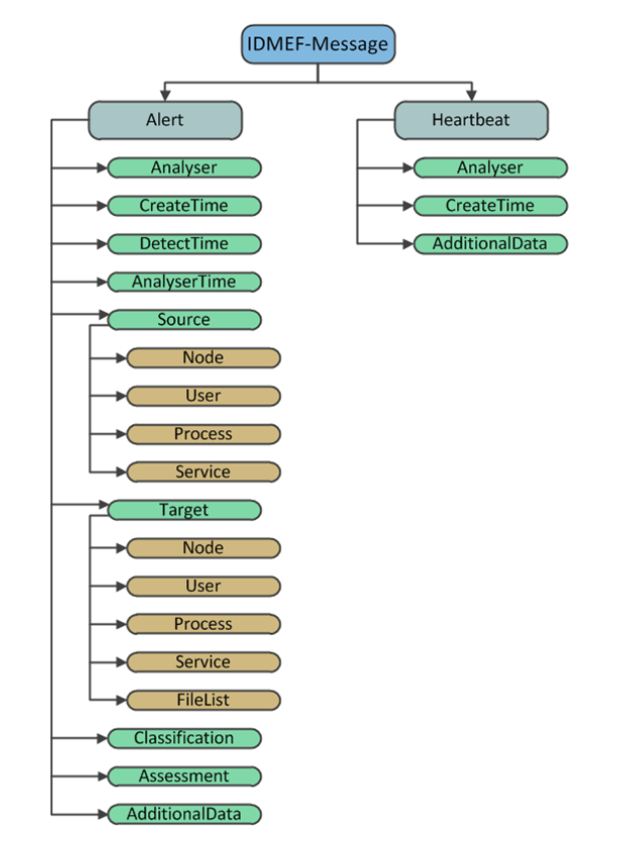 IDMEF-Message
Alert
Analyser
CreateTime
DetectTime
AnalyserTime
Source
Node
User
Process
Service
Target
Node
User
Process
Service
FileList
Classification
Assessment
AdditionalData
Heartbeat
Analyser
CreateTime
AdditionalData